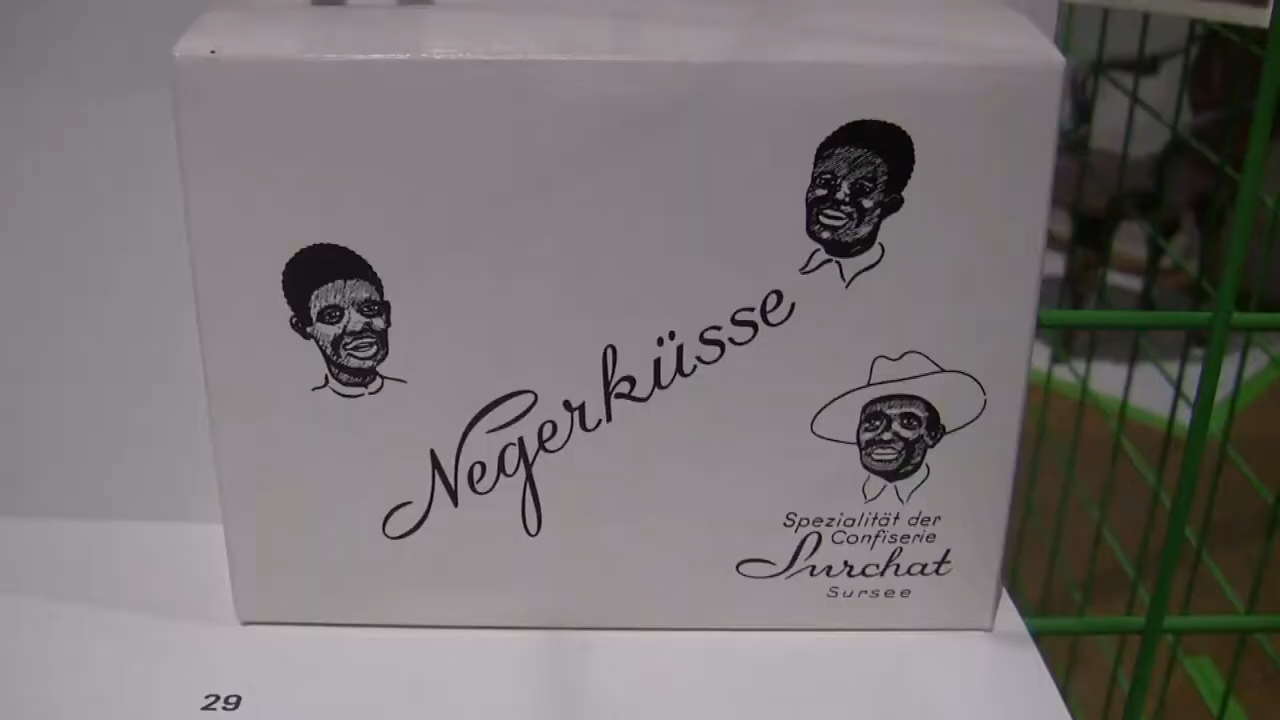 Negerküsse
Spezialität der
Confiserie
Surchat
Sursee
29